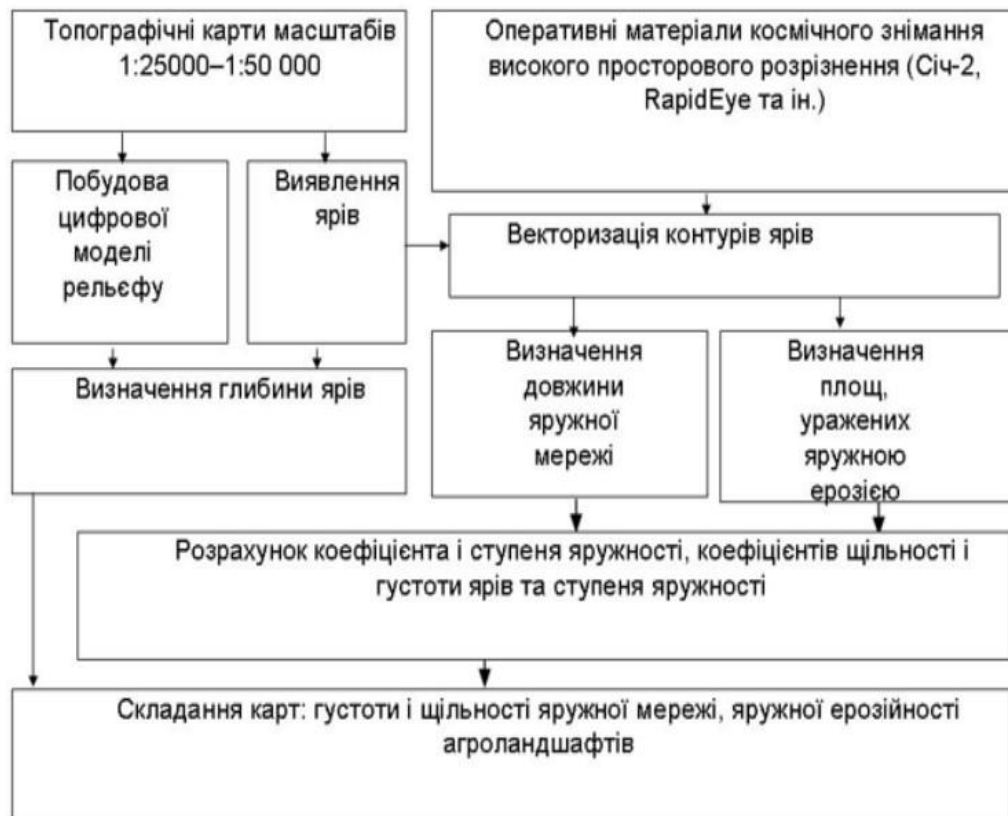 Топографічні карти масштабів
1:25000–1:50 000
Оперативні матеріали космічного знімання
високого просторового розрізнення (Січ-2,
RapidEye та ін.)
Побудова
цифрової
моделі
рельєфу
Виявлення
ярів
Векторизація контурів ярів
Визначення глибини ярів
Визначення
довжини
яружної
мережі
Визначення
площ,
уражених
яружною
ерозією
Розрахунок коефіцієнта і ступеня яружності, коефіцієнтів щільності і
густоти ярів та ступеня яружності
Складання карт: густоти і щільності яружної мережі, яружної ерозійності
агроландшафтів